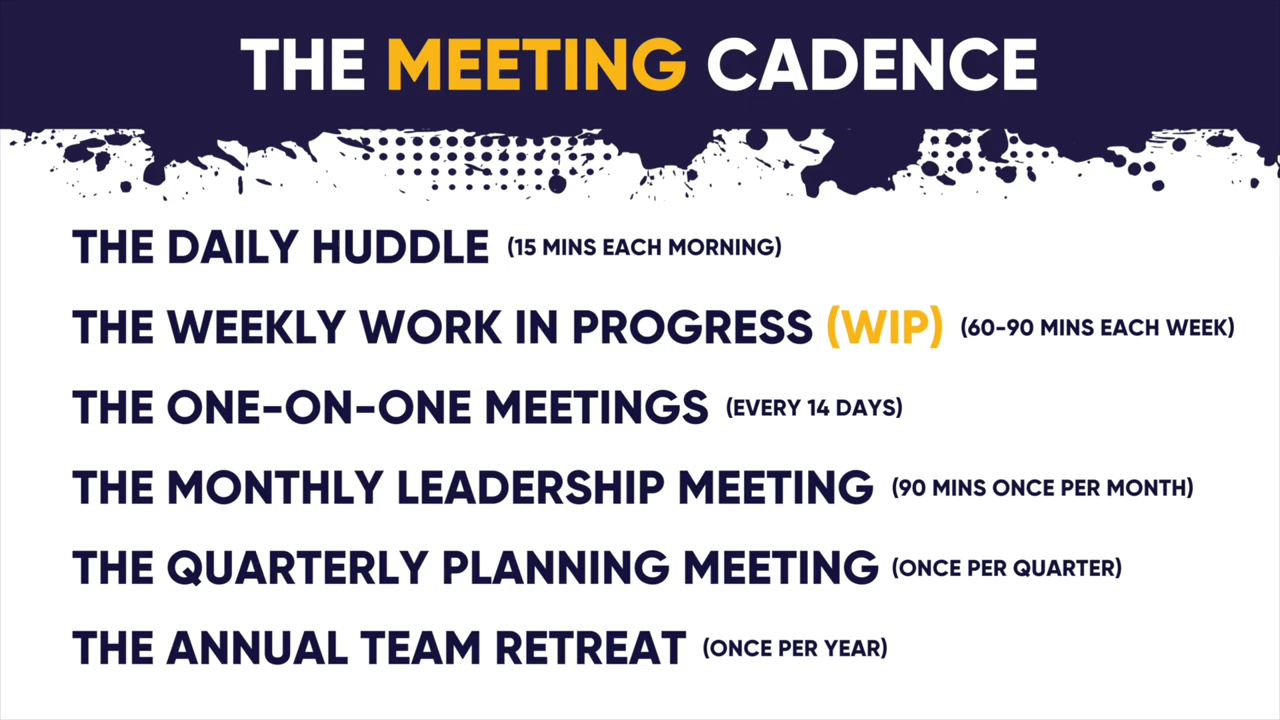 THE MEETING CADENCE
THE DAILY HUDDLE (15 MINS EACH MORNING)
THE WEEKLY WORK IN PROGRESS (WIP) (60-90 MINS EACH WEEK)
THE ONE-ON-ONE MEETINGS (EVERY 14 DAYS)
THE MONTHLY LEADERSHIP MEETING (90 MINS ONCE PER MONTH)
THE QUARTERLY PLANNING MEETING (ONCE PER QUARTER)
THE ANNUAL TEAM RETREAT (ONCE PER YEAR)